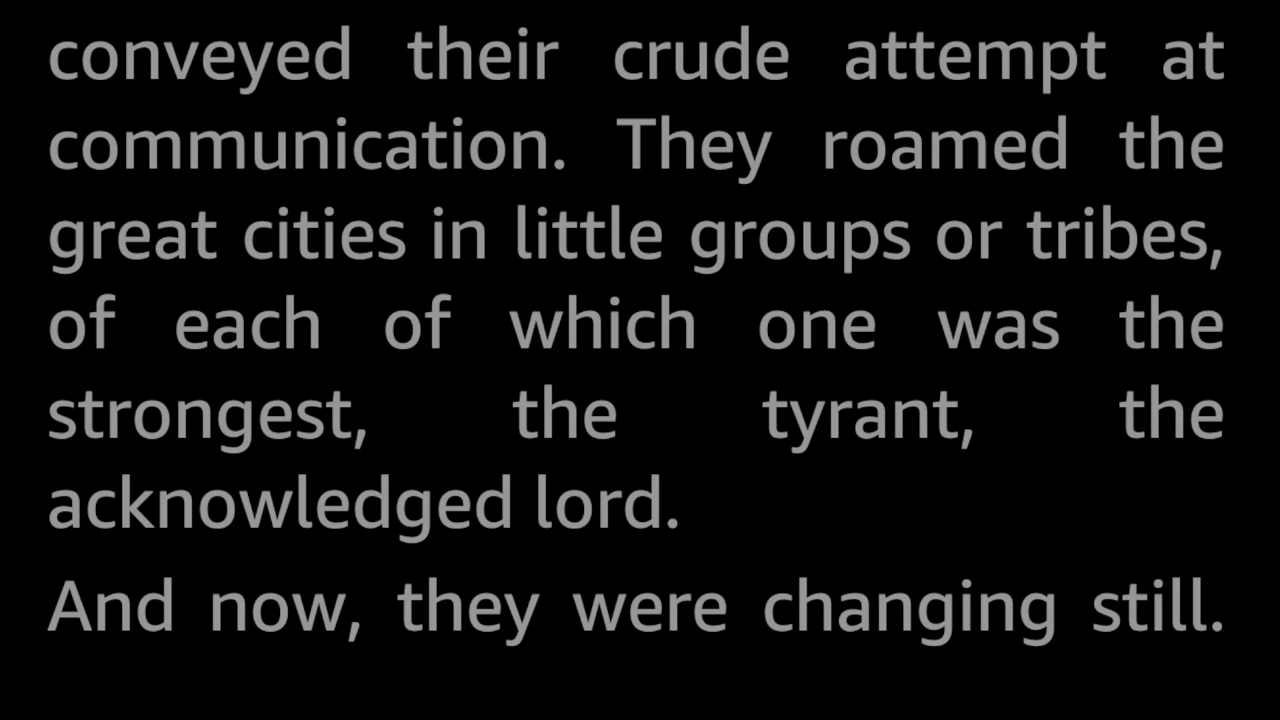 conveyed their crude attempt at
communication. They roamed the
great cities in little groups or tribes,
of each of which one was the
strongest, the tyrant, the
acknowledged lord.
And now, they were changing still.